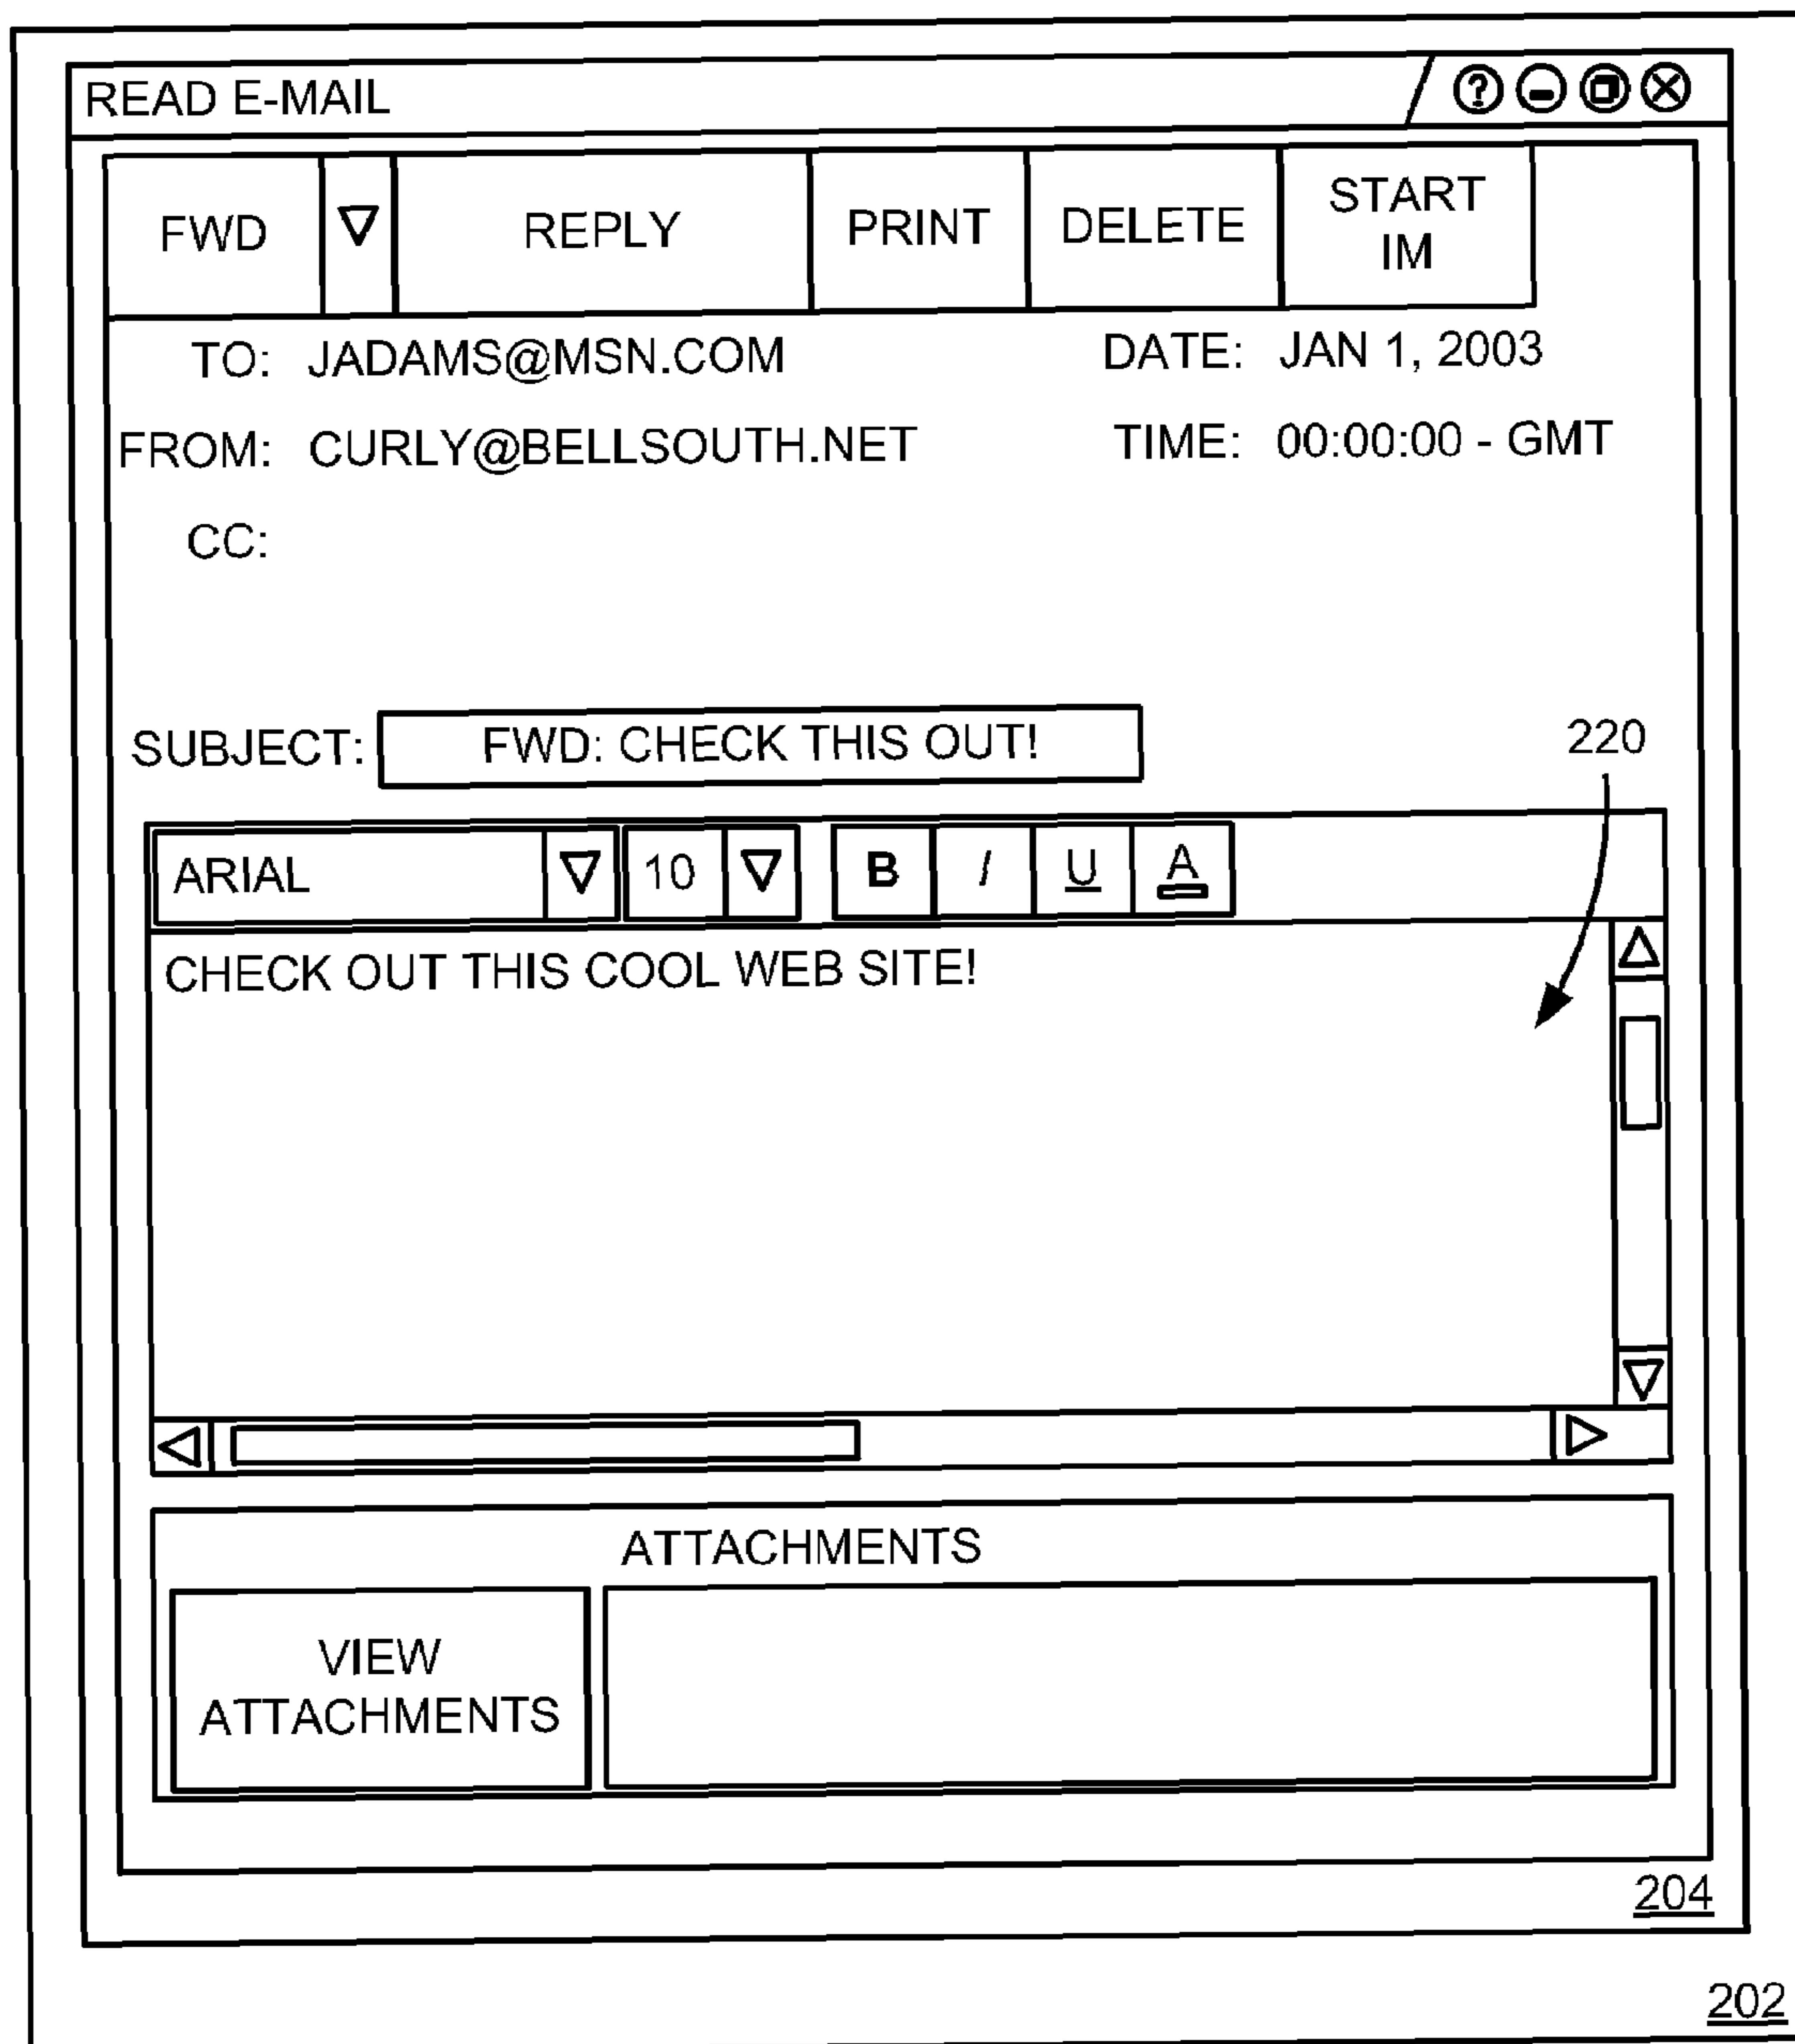 READ E-MAIL ?
FWD REPLY PRINT DELETE START
IM
TO: JADAMS@MSN.COM DATE: JAN 1, 2003
FROM: CURLY@BELLSOUTH.NET TIME: 00:00:00 - GMT
CC:
SUBJECT: FWD: CHECK THIS OUT! 220
ARIAL 10 B I U A
CHECK OUT THIS COOL WEB SITE!
ATTACHMENTS
VIEW
ATTACHMENTS
204
202